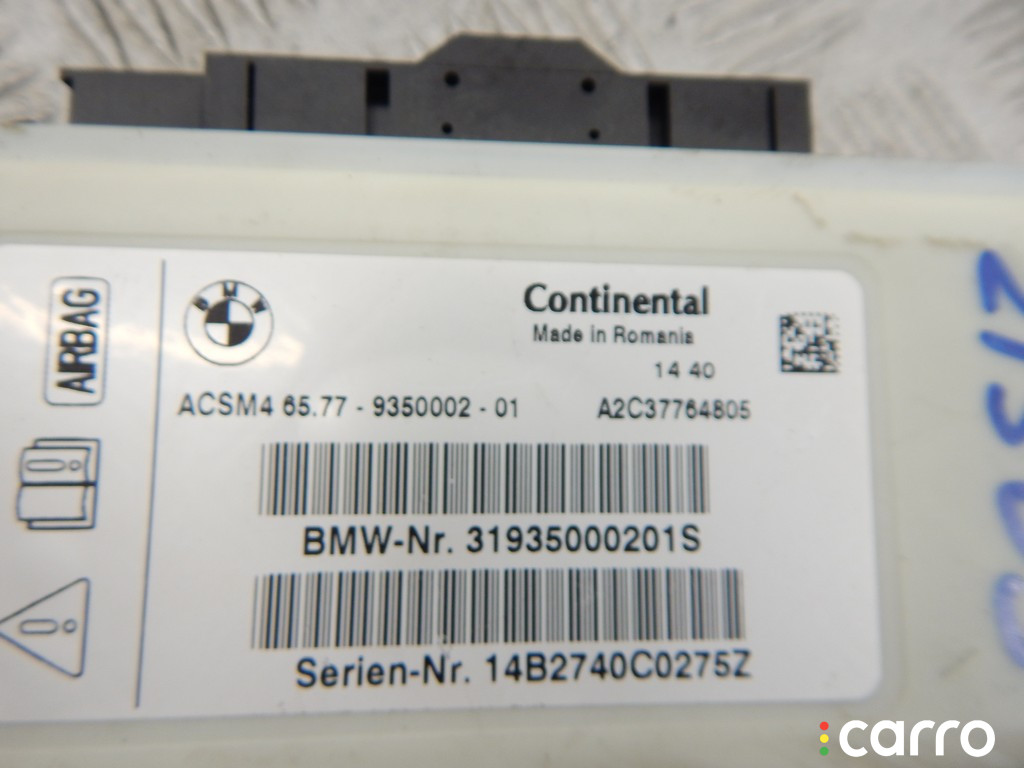 AIRBAG
BMW
Continental
Made in Romania
14 40
ACSM4 65.77 - 9350002 - 01 A2C37764805
BMW-Nr. 31935000201S
Serien-Nr. 14B2740C0275Z
carro